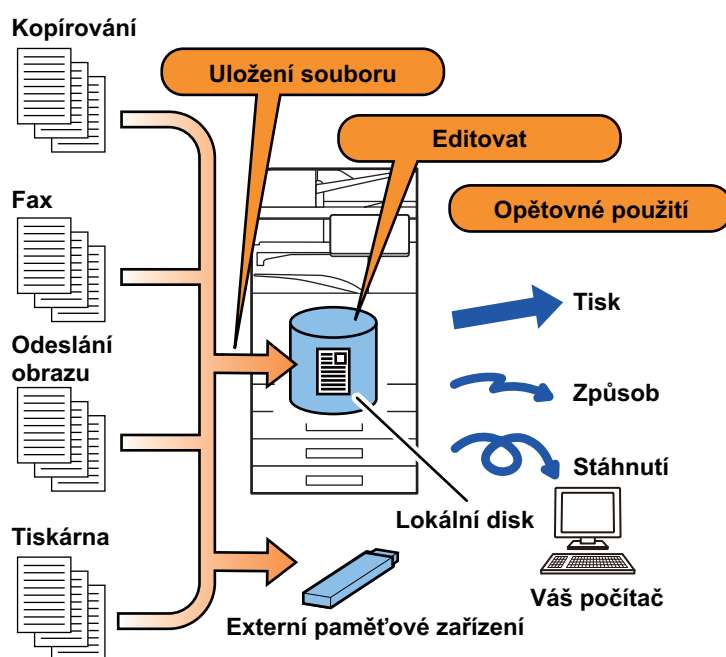 Kopírování
Uložení souboru
Editovat
Fax
Opětovné použití
Tisk
Odeslání
obrazu
Způsob
Stáhnutí
Lokální disk
Tiskárna
Váš počítač
Externí paměťové zařízení